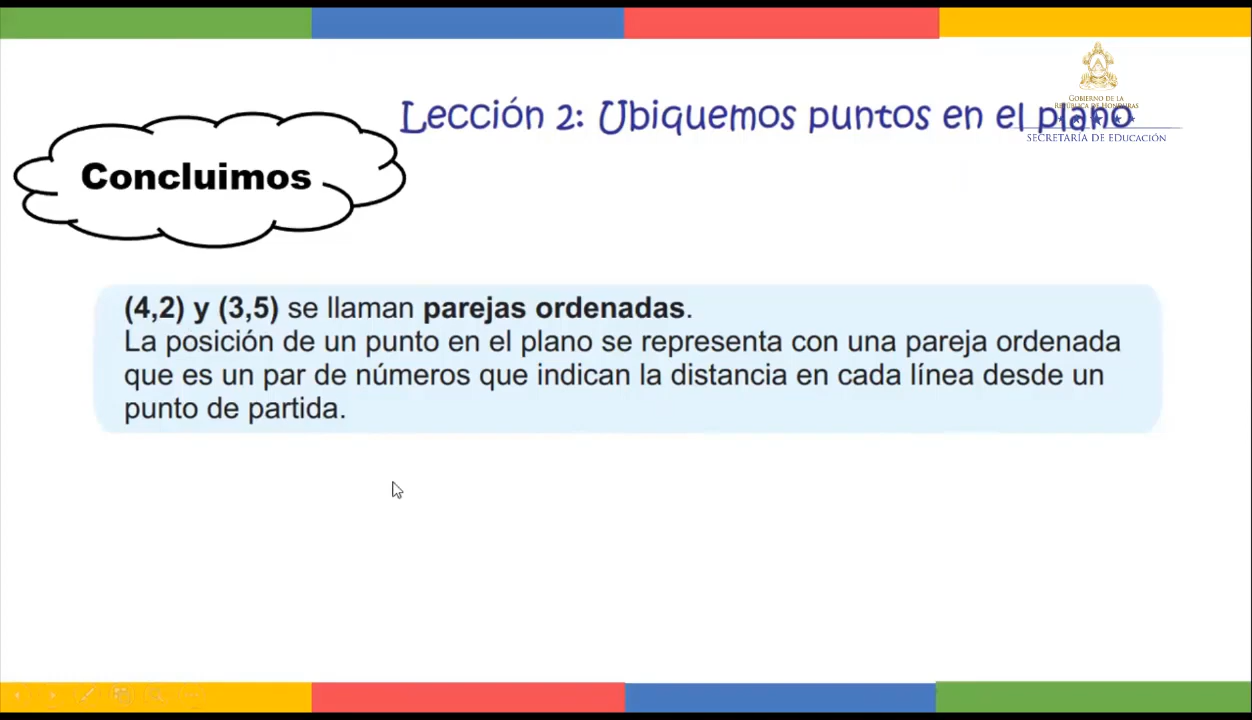 Lección 2: Ubiquemos puntos en el plano
GOBIERNO DE LA
REPÚBLICA DE HONDURAS
SECRETARÍA DE EDUCACIÓN
Concluimos
(4,2) y (3,5) se llaman parejas ordenadas.
La posición de un punto en el plano se representa con una pareja ordenada
que es un par de números que indican la distancia en cada línea desde un
punto de partida.